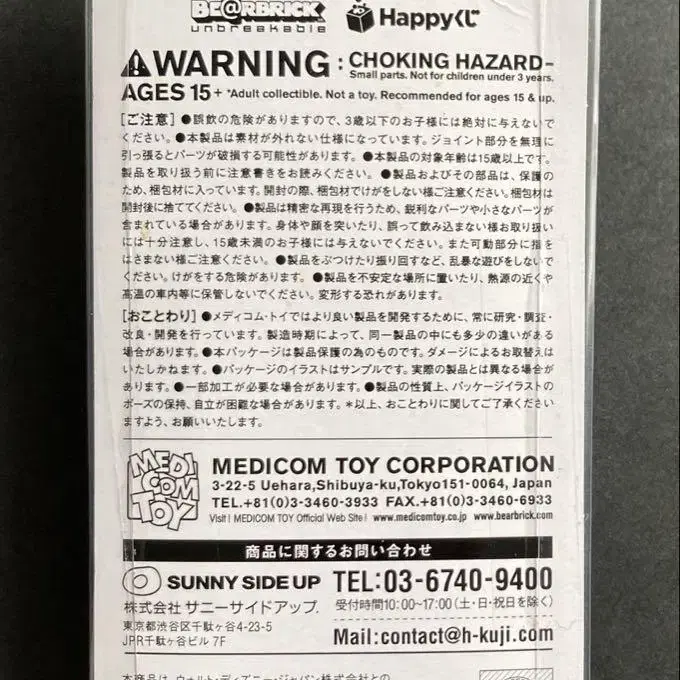 BE@RBRICK
unbreakable
Happyくじ
WARNING : CHOKING HAZARD-
Small parts. Not for children under 3 years.
AGES 15+ *Adult collectible. Not a toy. Recommended for ages 15 & up.
[ご注意] ●誤飲の危険がありますので、3歳以下のお子様には絶対に与えないで
ください。●本製品は素材が外れない仕様になっています。ジョイント部分を無理に
引っ張るとパーツが破損する可能性があります。●本製品の対象年齢は15歳以上です。
製品を取り扱う前に注意書きをお読みください。●製品およびその部品は、保護の
ため、梱包材に入っています。開封の際、梱包材でけがをしない様ご注意ください。梱包材は
開封後に捨ててください。●製品は精密な再現を行うため、鋭利なパーツや小さなパーツが
含まれている場合があります。身体や顔を突いたり、誤って飲み込まない様お取り扱い
には十分注意し、15歳未満のお子様には与えないでください。また可動部分に指を
はさまない様ご注意ください。●製品をぶつけたり振り回すなど、乱暴な遊びをしないで
ください。けがをする危険があります。●製品を不安定な場所に置いたり、熱源の近くや
高温の車内等に保管しないでください。変形する恐れがあります。
[おことわり] ●メディコム・トイではより良い製品を開発するために、常に研究・調査・
改良・開発を行っています。製造時期によって、同一製品の中にも多少の違いがある
場合があります。●本パッケージは製品保護の為のものです。ダメージによるお取替えは
いたしかねます。●パッケージのイラストはサンプルです。実際の製品とは異なる場合が
あります。●一部加工が必要な場合があります。●製品の性質上、パッケージイラストの
ポーズの保持、自立が困難な場合があります。*以上、おことわりに関してご了承ください
ますよう、お願いいたします。
MEDI
COM
TOY
MEDICOM TOY CORPORATION
3-22-5 Uehara,Shibuya-ku,Tokyo151-0064, Japan
TEL.+81(0)3-3460-3933 FAX.+81(0)3-3460-6933
Visit ! MEDICOM TOY Official Web Site ! www.medicomtoy.co.jp www.bearbrick.com
商品に関するお問い合わせ
SUNNY SIDE UP
株式会社 サニーサイドアップ.
東京都渋谷区千駄ヶ谷4-23-5
JPR千駄ヶ谷ビル 7F
TEL:03-6740-9400
受付時間10:00~17:00(土・日・祝日を除く)
Mail:contact@h-kuji.com
本商品は、ウォルト・ディズニー・ジャパン株式会社との